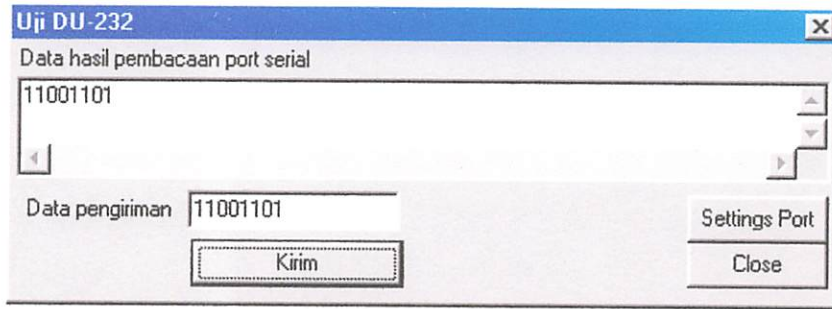 Uji DU-232
Data hasil pembacaan port serial
11001101
Data pengiriman 11001101
Settings Port
Kirim
Close